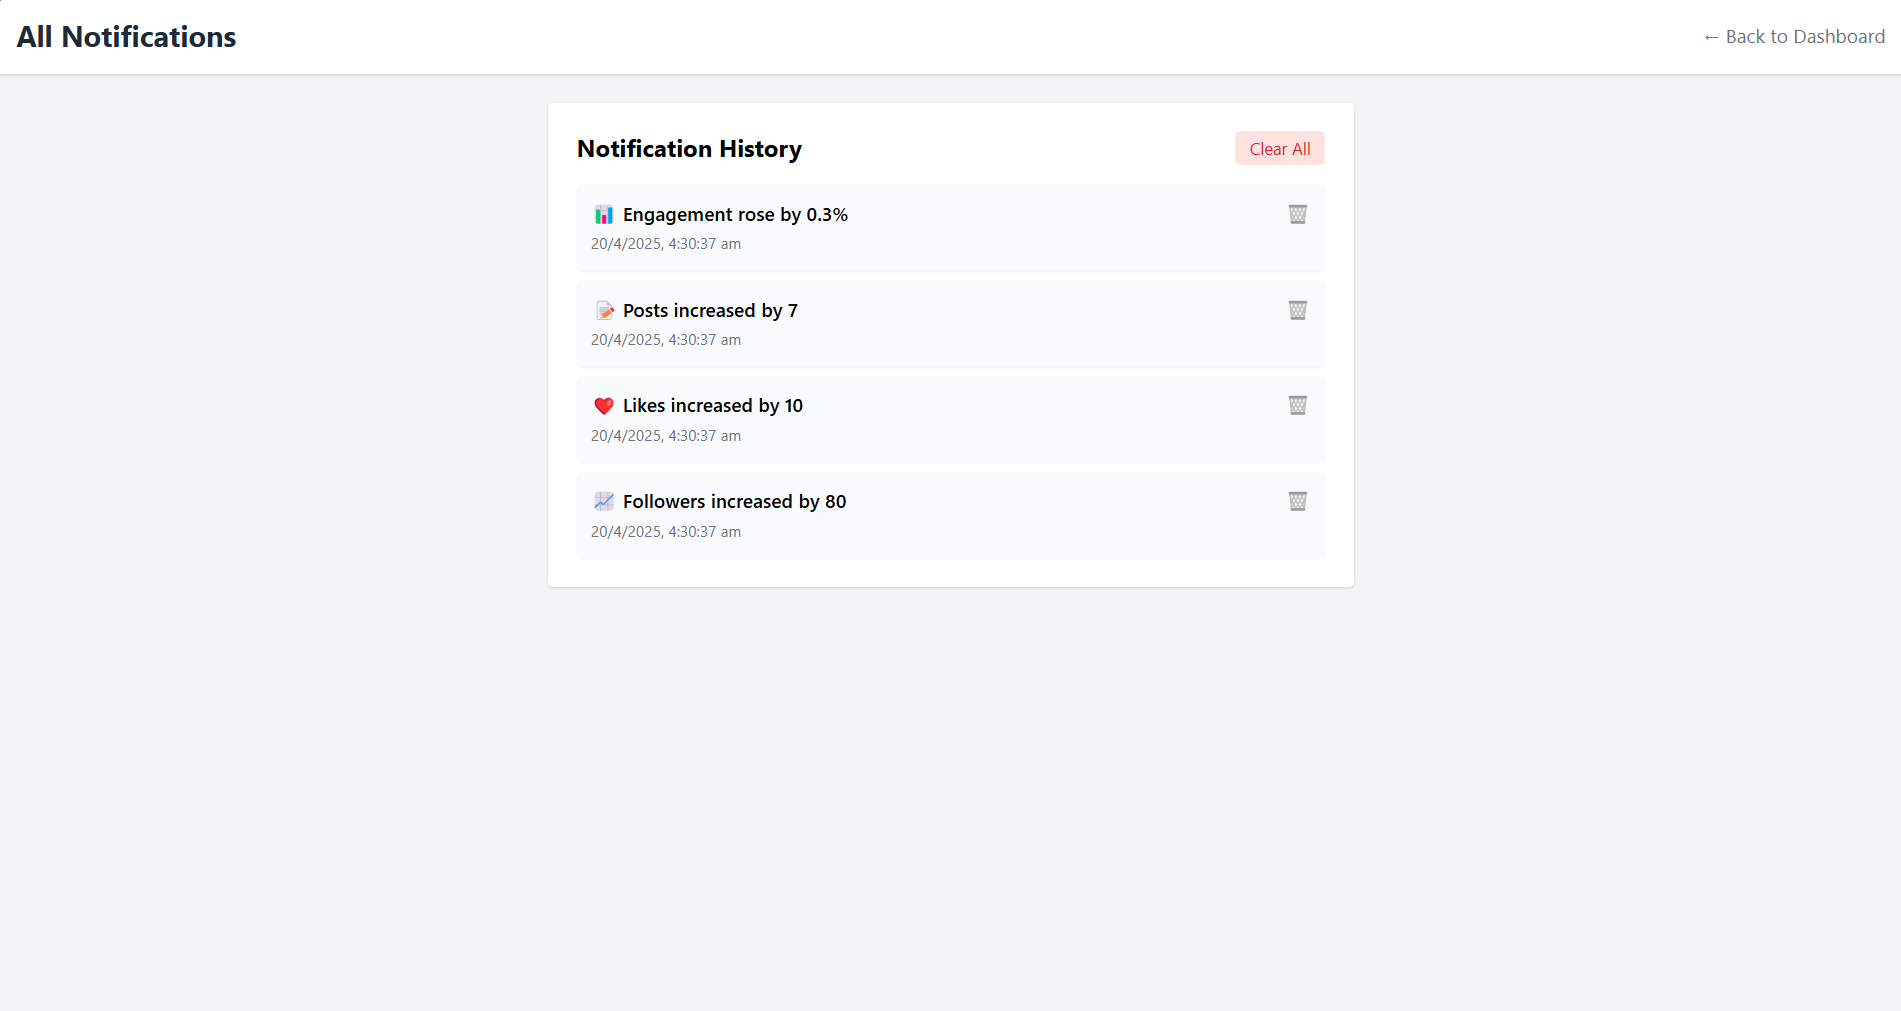 All Notifications
← Back to Dashboard
Notification History
Clear All
📊 Engagement rose by 0.3%
20/4/2025, 4:30:37 am
📝 Posts increased by 7
20/4/2025, 4:30:37 am
❤️ Likes increased by 10
20/4/2025, 4:30:37 am
📈 Followers increased by 80
20/4/2025, 4:30:37 am